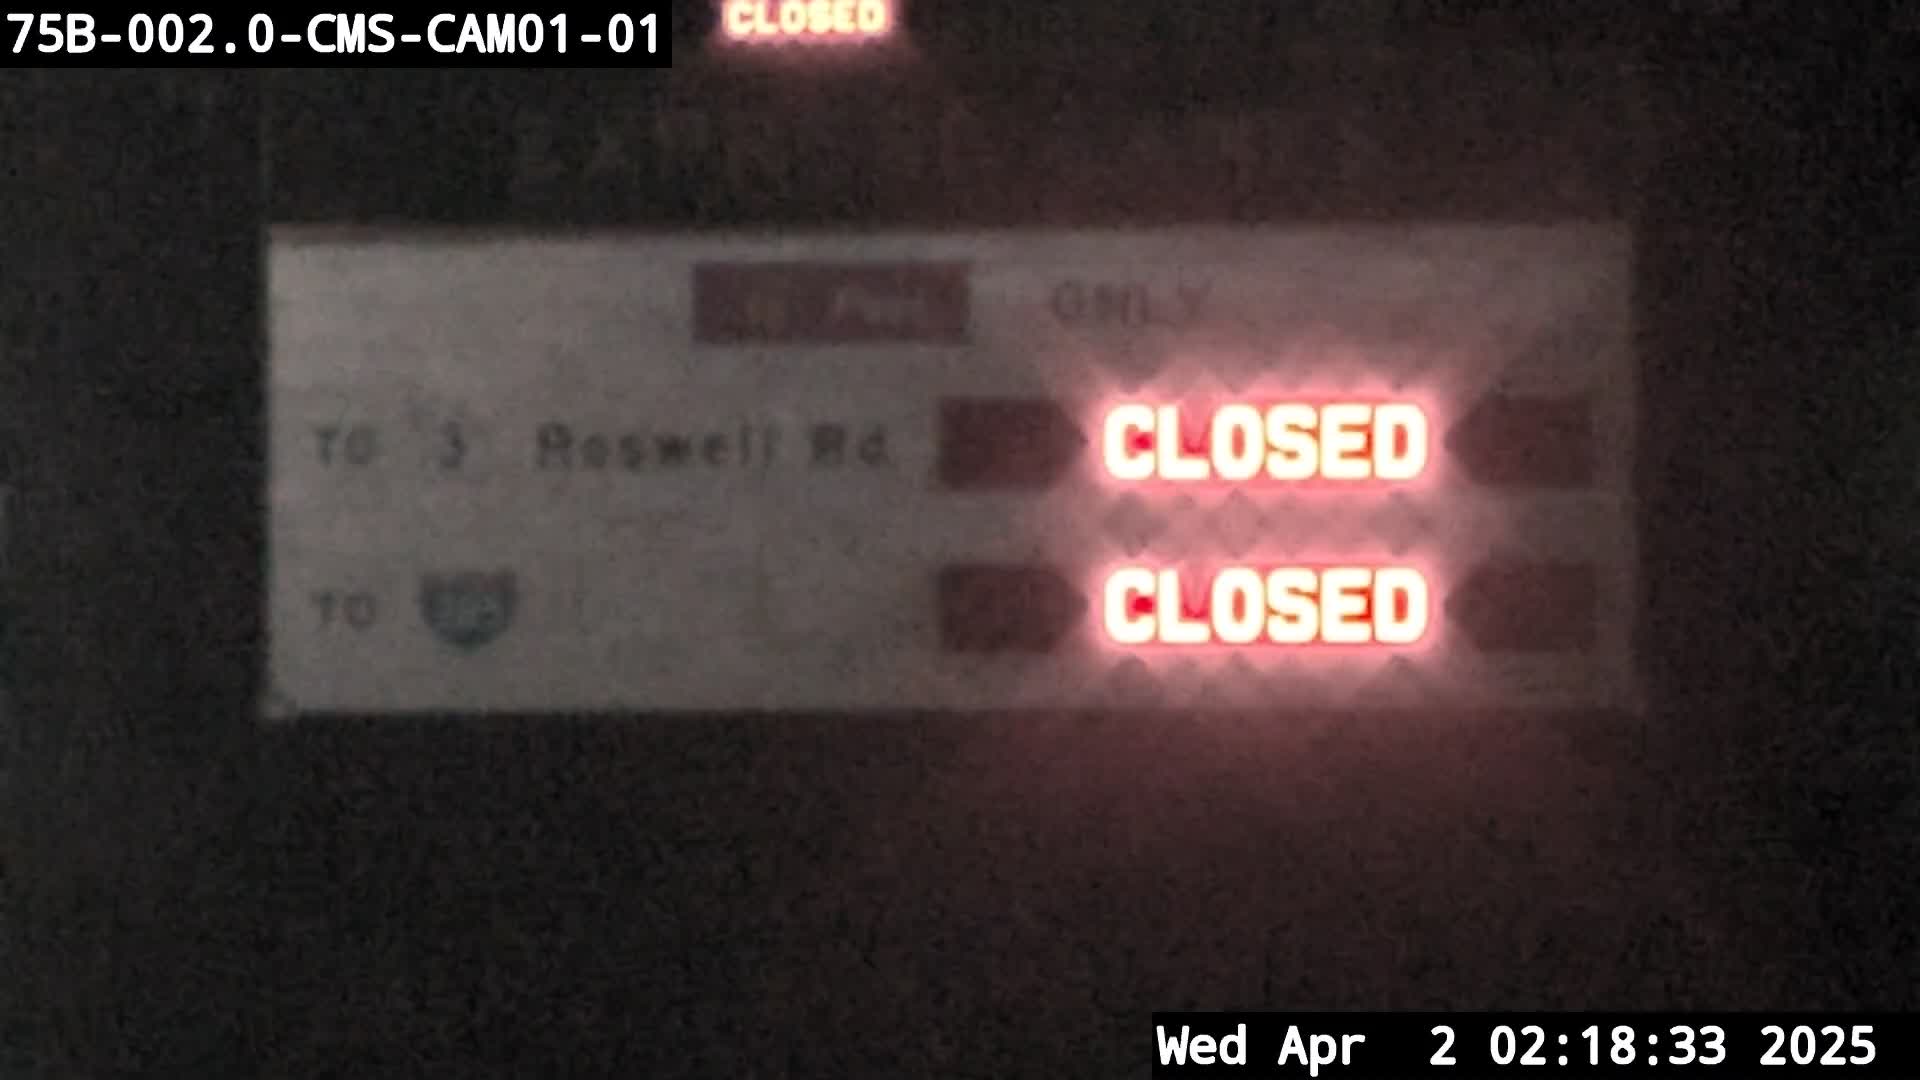 75B-002.0-CMS-CAM01-01
CLOSED
ONLY
TO 3 Roswell Rd CLOSED
TO CLOSED
Wed Apr 2 02:18:33 2025